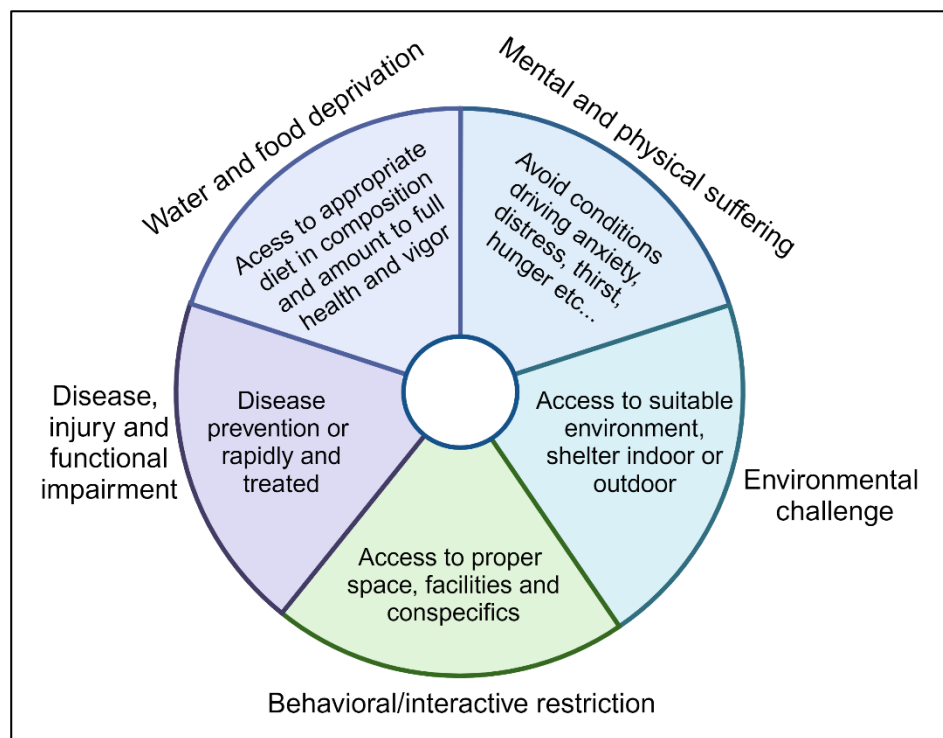 Water and food deprivation
Acess to appropriate
diet in composition
and amount to full
health and vigor
Mental and physical suffering
Avoid conditions
driving anxiety,
distress, thirst,
hunger etc...
Disease,
injury and
functional
impairment
Disease
prevention or
rapidly and
treated
Access to suitable
environment,
shelter indoor or
outdoor
Environmental
challenge
Access to proper
space, facilities and
conspecifics
Behavioral/interactive restriction